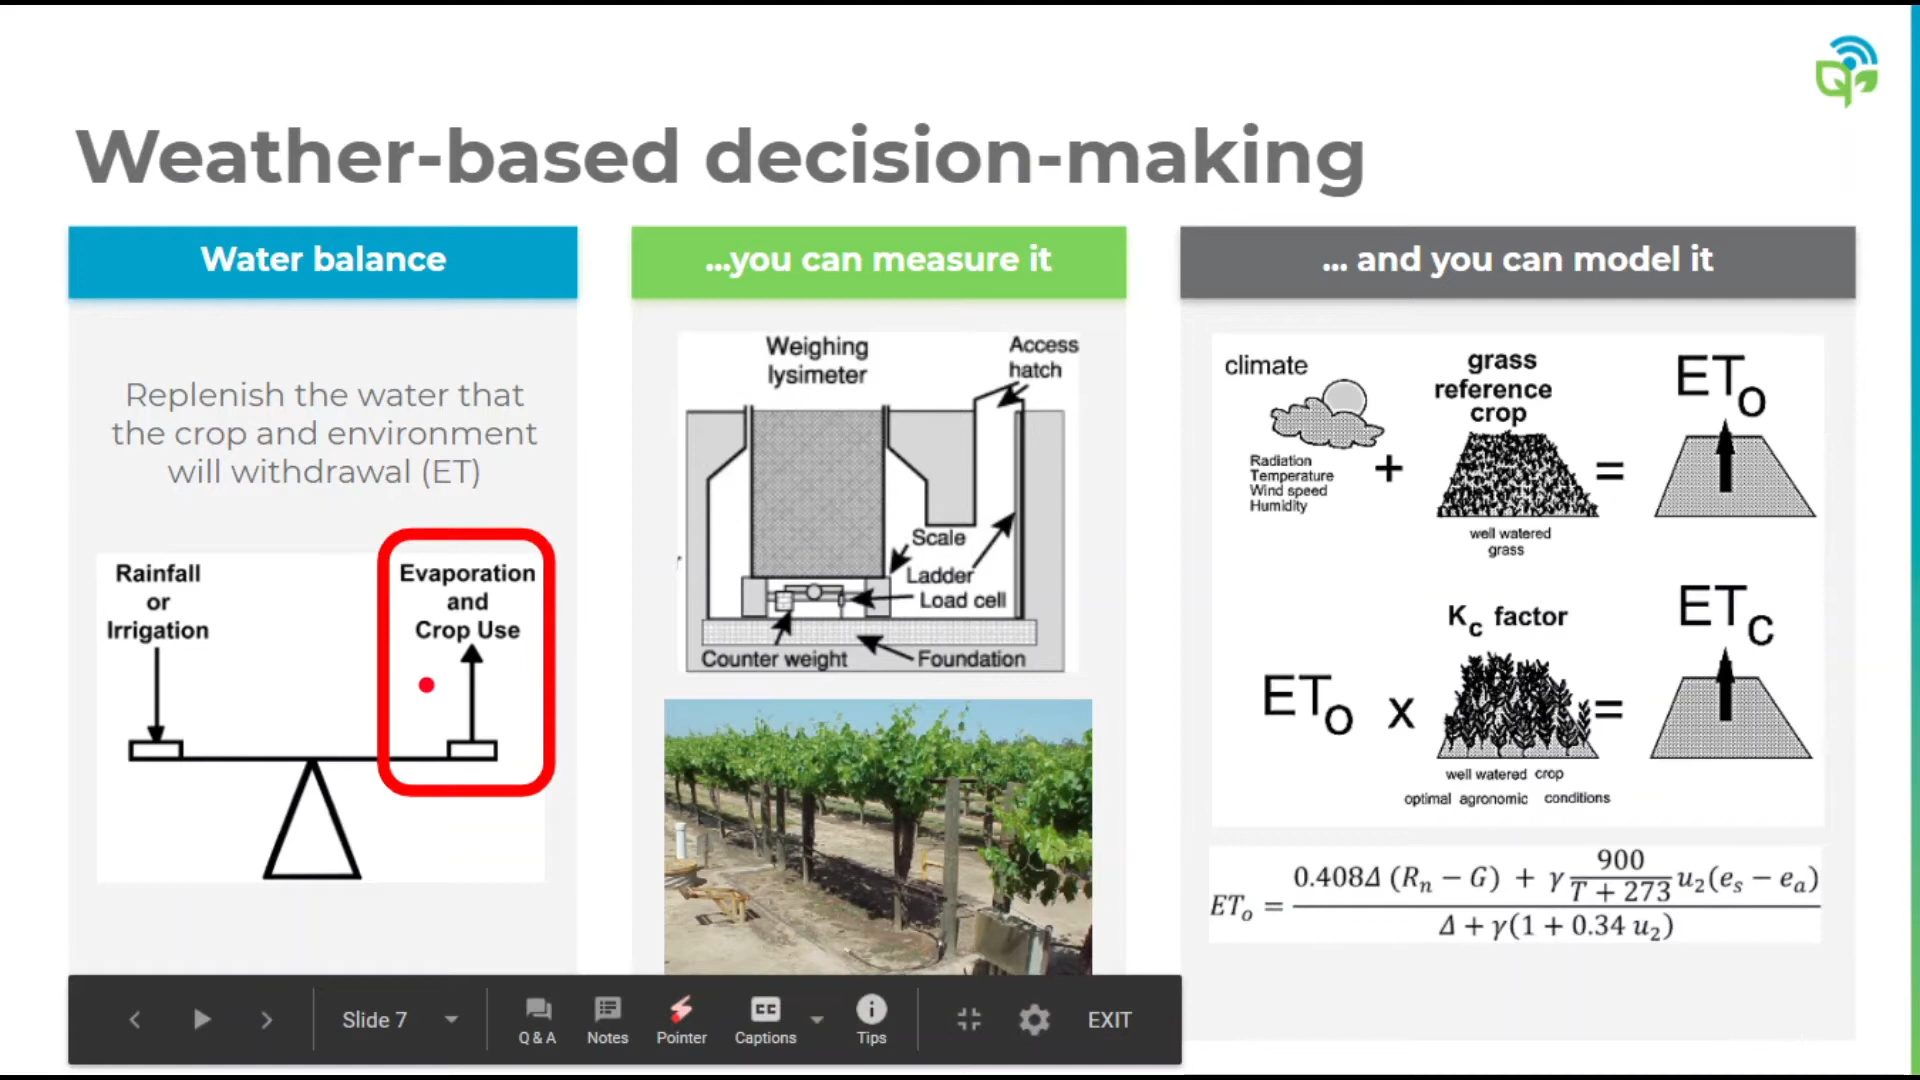 Weather-based decision-making
Water balance
Replenish the water that
the crop and environment
will withdrawal (ET)
Rainfall
or
Irrigation
Evaporation
and
Crop Use
...you can measure it
Weighing
lysimeter
Access
hatch
Scale
Ladder
Load cell
Counter weight
Foundation
... and you can model it
climate
Radiation
Temperature
Wind speed
Humidity
+
grass
reference
crop
well watered
grass
=
ETo
ETo x
Kc factor
well watered crop
optimal agronomic conditions
=
ETc
ETₒ = 0.408Δ (Rₙ − G) + γ 900 / T + 273 u₂(eₛ − eₐ) / Δ + γ(1 + 0.34 u₂)
Slide 7
Q & A
Notes
Pointer
CC
Captions
Tips
EXIT